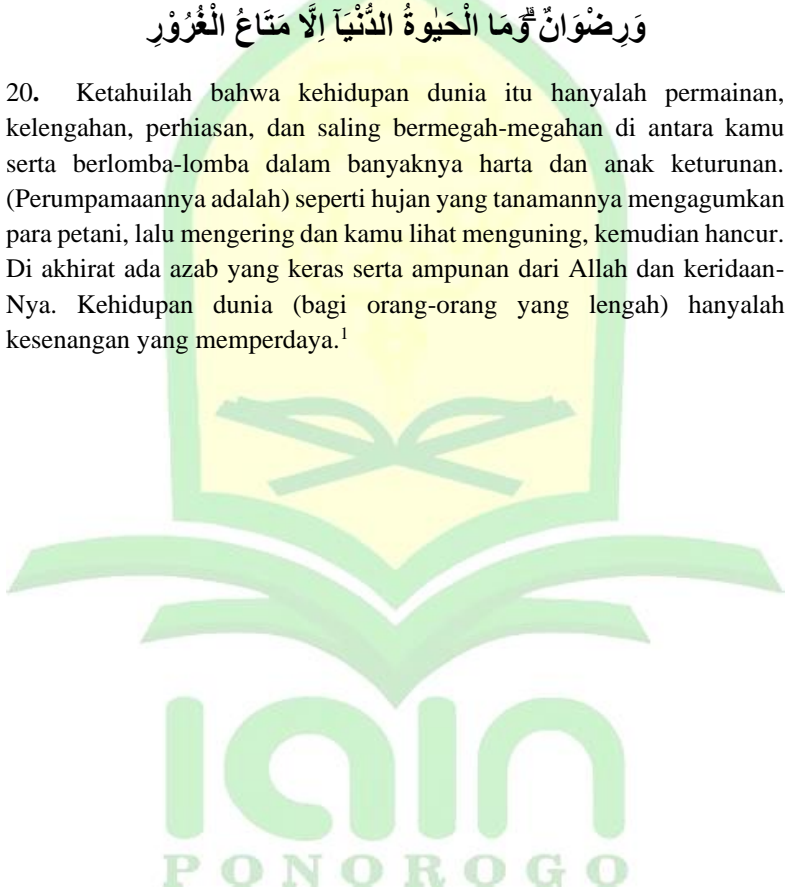 وَرِضْوَانٌ ۗوَمَا الْحَيٰوةُ الدُّنْيَآ اِلَّا مَتَاعُ الْغُرُوْرِ
20. Ketahuilah bahwa kehidupan dunia itu hanyalah permainan,
kelengahan, perhiasan, dan saling bermegah-megahan di antara kamu
serta berlomba-lomba dalam banyaknya harta dan anak keturunan.
(Perumpamaannya adalah) seperti hujan yang tanamannya mengagumkan
para petani, lalu mengering dan kamu lihat menguning, kemudian hancur.
Di akhirat ada azab yang keras serta ampunan dari Allah dan keridaan-
Nya. Kehidupan dunia (bagi orang-orang yang lengah) hanyalah
kesenangan yang memperdaya.1
iain
PONOROGO